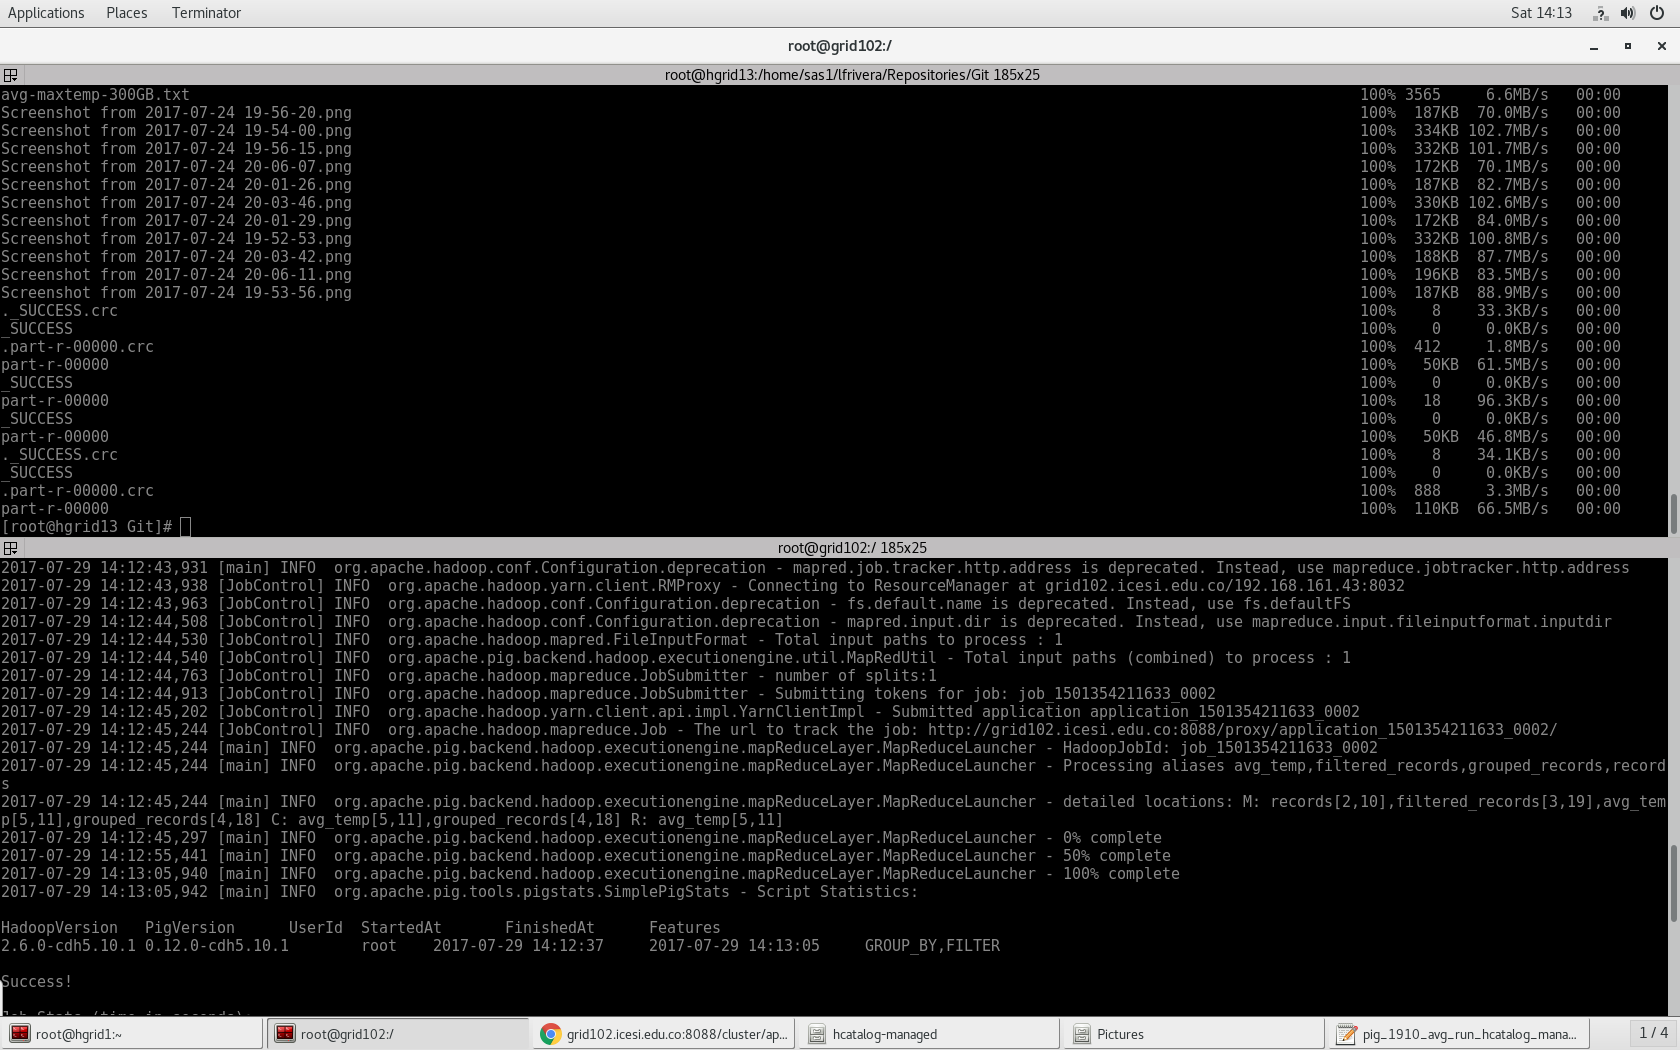 Applications Places Terminator Sat 14:13
root@grid102:/
root@hgrid13:/home/sas1/lfrivera/Repositories/Git 185x25
avg-maxtemp-300GB.txt 100% 3565 6.6MB/s 00:00
Screenshot from 2017-07-24 19-56-20.png 100% 187KB 70.0MB/s 00:00
Screenshot from 2017-07-24 19-54-00.png 100% 334KB 102.7MB/s 00:00
Screenshot from 2017-07-24 19-56-15.png 100% 332KB 101.7MB/s 00:00
Screenshot from 2017-07-24 20-06-07.png 100% 172KB 70.1MB/s 00:00
Screenshot from 2017-07-24 20-01-26.png 100% 187KB 82.7MB/s 00:00
Screenshot from 2017-07-24 20-03-46.png 100% 330KB 102.6MB/s 00:00
Screenshot from 2017-07-24 20-01-29.png 100% 172KB 84.0MB/s 00:00
Screenshot from 2017-07-24 19-52-53.png 100% 332KB 100.8MB/s 00:00
Screenshot from 2017-07-24 20-03-42.png 100% 188KB 87.7MB/s 00:00
Screenshot from 2017-07-24 20-06-11.png 100% 196KB 83.5MB/s 00:00
Screenshot from 2017-07-24 19-53-56.png 100% 187KB 88.9MB/s 00:00
._SUCCESS.crc 100% 8 33.3KB/s 00:00
_SUCCESS 100% 0 0.0KB/s 00:00
.part-r-00000.crc 100% 412 1.8MB/s 00:00
part-r-00000 100% 50KB 61.5MB/s 00:00
_SUCCESS 100% 0 0.0KB/s 00:00
part-r-00000 100% 18 96.3KB/s 00:00
_SUCCESS 100% 0 0.0KB/s 00:00
part-r-00000 100% 50KB 46.8MB/s 00:00
._SUCCESS.crc 100% 8 34.1KB/s 00:00
_SUCCESS 100% 0 0.0KB/s 00:00
.part-r-00000.crc 100% 888 3.3MB/s 00:00
part-r-00000 100% 110KB 66.5MB/s 00:00
[root@hgrid13 Git]#
root@grid102:/ 185x25
2017-07-29 14:12:43,931 [main] INFO org.apache.hadoop.conf.Configuration.deprecation - mapred.job.tracker.http.address is deprecated. Instead, use mapreduce.jobtracker.http.address
2017-07-29 14:12:43,938 [JobControl] INFO org.apache.hadoop.yarn.client.RMProxy - Connecting to ResourceManager at grid102.icesi.edu.co/192.168.161.43:8032
2017-07-29 14:12:43,963 [JobControl] INFO org.apache.hadoop.conf.Configuration.deprecation - fs.default.name is deprecated. Instead, use fs.defaultFS
2017-07-29 14:12:44,508 [JobControl] INFO org.apache.hadoop.conf.Configuration.deprecation - mapred.input.dir is deprecated. Instead, use mapreduce.input.fileinputformat.inputdir
2017-07-29 14:12:44,530 [JobControl] INFO org.apache.hadoop.mapred.FileInputFormat - Total input paths to process : 1
2017-07-29 14:12:44,540 [JobControl] INFO org.apache.pig.backend.hadoop.executionengine.util.MapRedUtil - Total input paths (combined) to process : 1
2017-07-29 14:12:44,763 [JobControl] INFO org.apache.hadoop.mapreduce.JobSubmitter - number of splits:1
2017-07-29 14:12:44,913 [JobControl] INFO org.apache.hadoop.mapreduce.JobSubmitter - Submitting tokens for job: job_1501354211633_0002
2017-07-29 14:12:45,202 [JobControl] INFO org.apache.hadoop.yarn.client.api.impl.YarnClientImpl - Submitted application application_1501354211633_0002
2017-07-29 14:12:45,244 [JobControl] INFO org.apache.hadoop.mapreduce.Job - The url to track the job: http://grid102.icesi.edu.co:8088/proxy/application_1501354211633_0002/
2017-07-29 14:12:45,244 [main] INFO org.apache.pig.backend.hadoop.executionengine.mapReduceLayer.MapReduceLauncher - HadoopJobId: job_1501354211633_0002
2017-07-29 14:12:45,244 [main] INFO org.apache.pig.backend.hadoop.executionengine.mapReduceLayer.MapReduceLauncher - Processing aliases avg_temp,filtered_records,grouped_records,record
s
2017-07-29 14:12:45,244 [main] INFO org.apache.pig.backend.hadoop.executionengine.mapReduceLayer.MapReduceLauncher - detailed locations: M: records[2,10],filtered_records[3,19],avg_tem
p[5,11],grouped_records[4,18] C: avg_temp[5,11],grouped_records[4,18] R: avg_temp[5,11]
2017-07-29 14:12:45,297 [main] INFO org.apache.pig.backend.hadoop.executionengine.mapReduceLayer.MapReduceLauncher - 0% complete
2017-07-29 14:12:55,441 [main] INFO org.apache.pig.backend.hadoop.executionengine.mapReduceLayer.MapReduceLauncher - 50% complete
2017-07-29 14:13:05,940 [main] INFO org.apache.pig.backend.hadoop.executionengine.mapReduceLayer.MapReduceLauncher - 100% complete
2017-07-29 14:13:05,942 [main] INFO org.apache.pig.tools.pigstats.SimplePigStats - Script Statistics:
HadoopVersion PigVersion UserId StartedAt FinishedAt Features
2.6.0-cdh5.10.1 0.12.0-cdh5.10.1 root 2017-07-29 14:12:37 2017-07-29 14:13:05 GROUP_BY,FILTER
Success!
Job Stats (time in seconds):
root@hgrid1:~ root@grid102:/ grid102.icesi.edu.co:8088/cluster/ap... hcatalog-managed Pictures pig_1910_avg_run_hcatalog_mana... 1 / 4